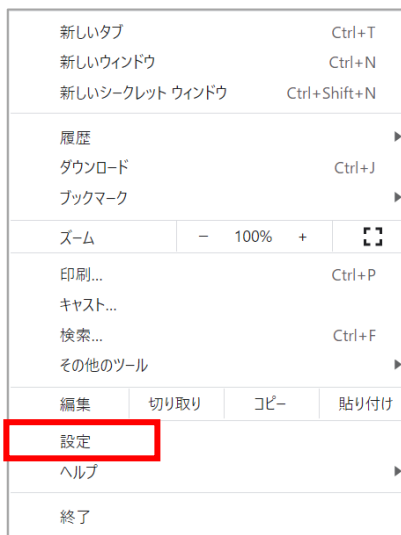 新しいタブ Ctrl+T
新しいウィンドウ Ctrl+N
新しいシークレット ウィンドウ Ctrl+Shift+N
履歴
ダウンロード Ctrl+J
ブックマーク
ズーム － 100% +
印刷... Ctrl+P
キャスト...
検索... Ctrl+F
その他のツール
編集 切り取り コピー 貼り付け
設定
ヘルプ
終了